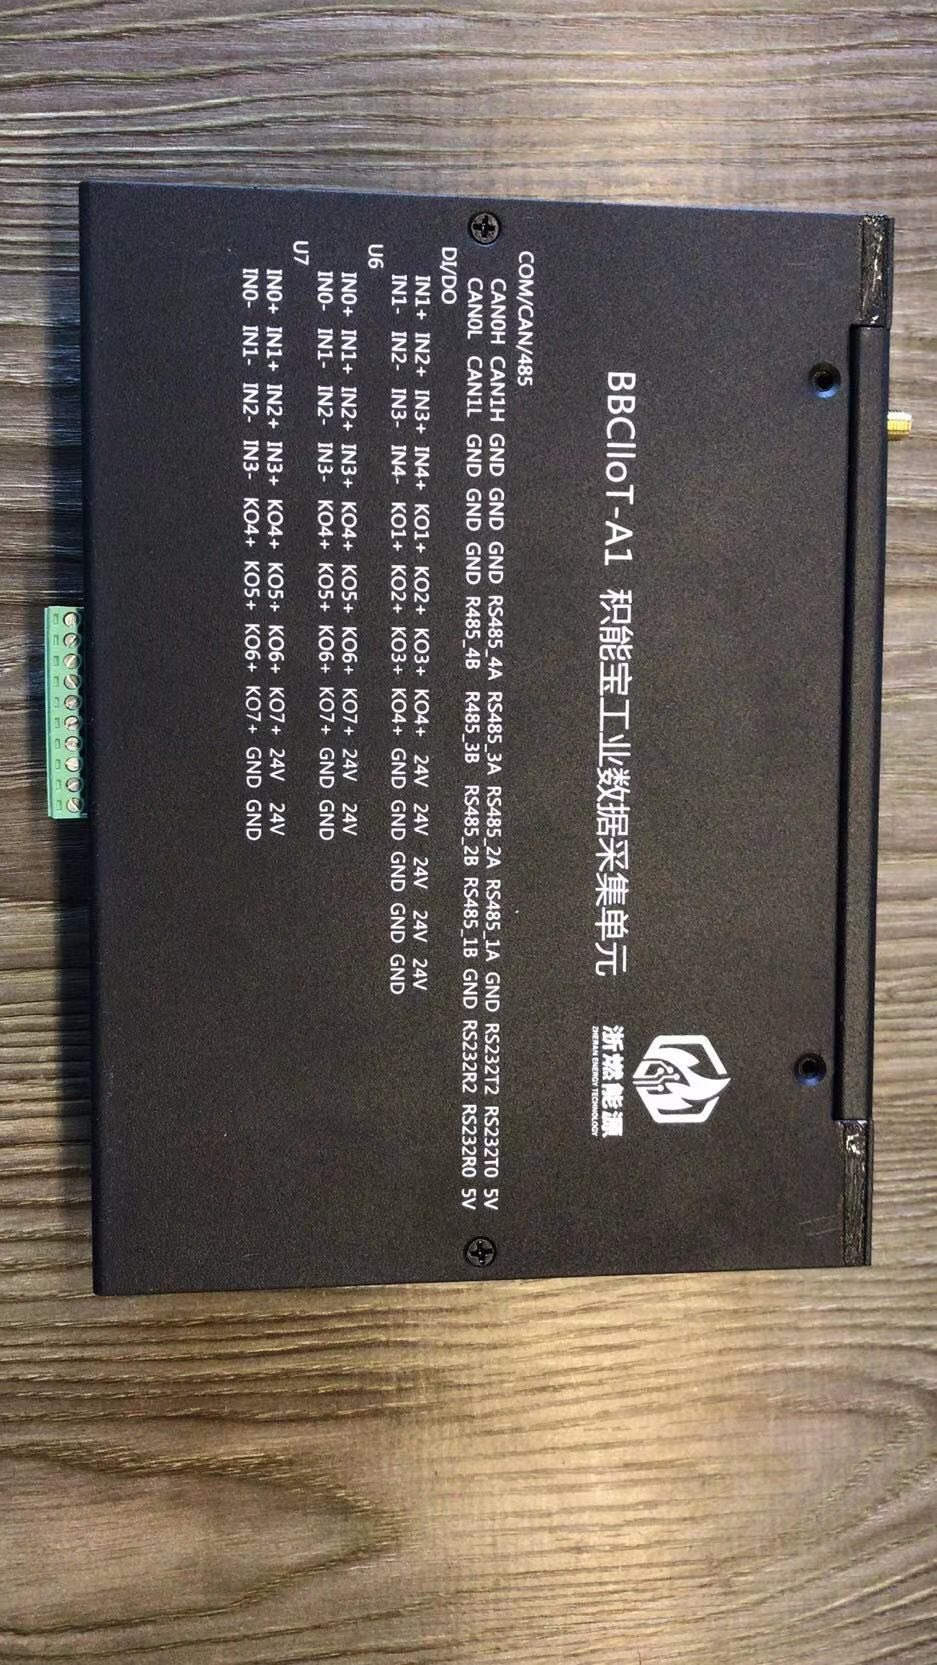 浙燃能源
ZHERAN ENERGY TECHNOLOGY
BBCIIoT-A1 积能宝工业数据采集单元
COM/CAN/485
CAN0H CAN1H GND GND GND RS485_4A RS485_3A RS485_2A RS485_1A GND RS232T2 RS232T0 5V
CAN0L CAN1L GND GND GND R485_4B R485_3B RS485_2B RS485_1B GND RS232R2 RS232R0 5V
DI/DO
IN1+ IN2+ IN3+ IN4+ KO1+ KO2+ KO3+ KO4+ 24V 24V 24V 24V 24V
IN1- IN2- IN3- IN4- KO1+ KO2+ KO3+ KO4+ GND GND GND GND GND
U6
IN0+ IN1+ IN2+ IN3+ KO4+ KO5+ KO6+ KO7+ 24V 24V
IN0- IN1- IN2- IN3- KO4+ KO5+ KO6+ KO7+ GND GND
U7
IN0+ IN1+ IN2+ IN3+ KO4+ KO5+ KO6+ KO7+ 24V 24V
IN0- IN1- IN2- IN3- KO4+ KO5+ KO6+ KO7+ GND GND